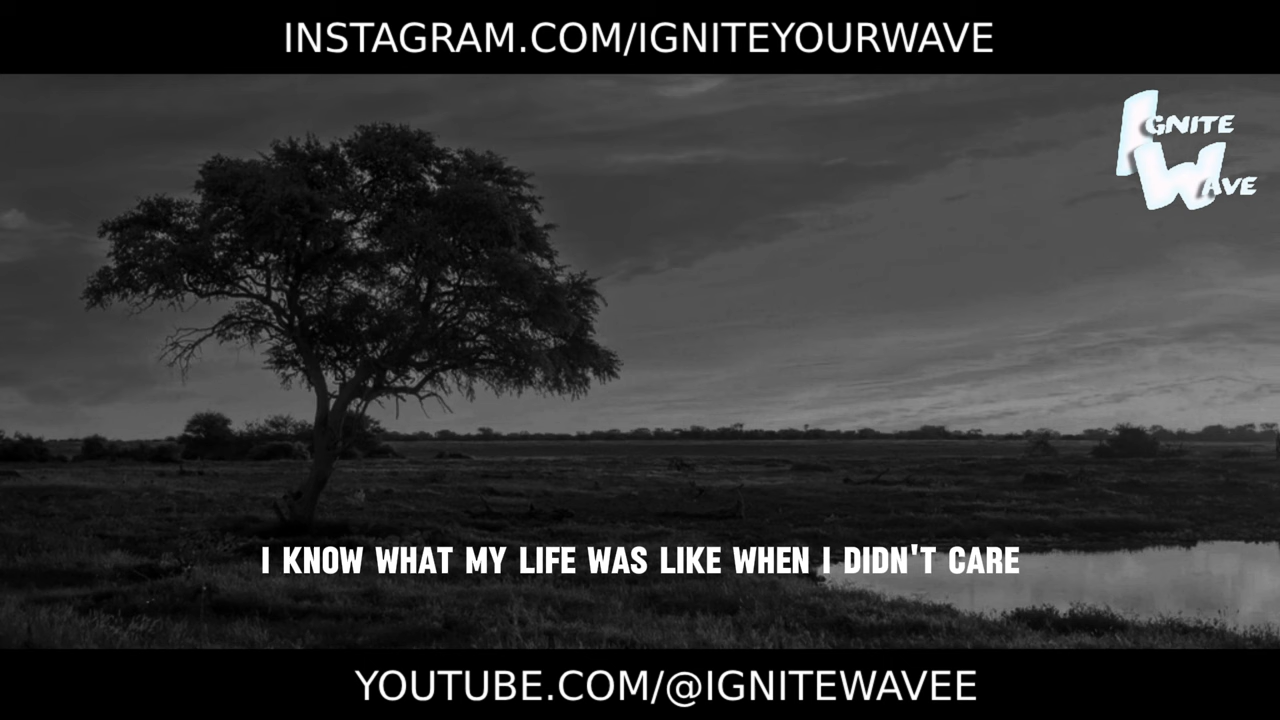 INSTAGRAM.COM/IGNITEYOURWAVE
IGNITE
WAVE
I KNOW WHAT MY LIFE WAS LIKE WHEN I DIDN'T CARE
YOUTUBE.COM/@IGNITEWAVEE